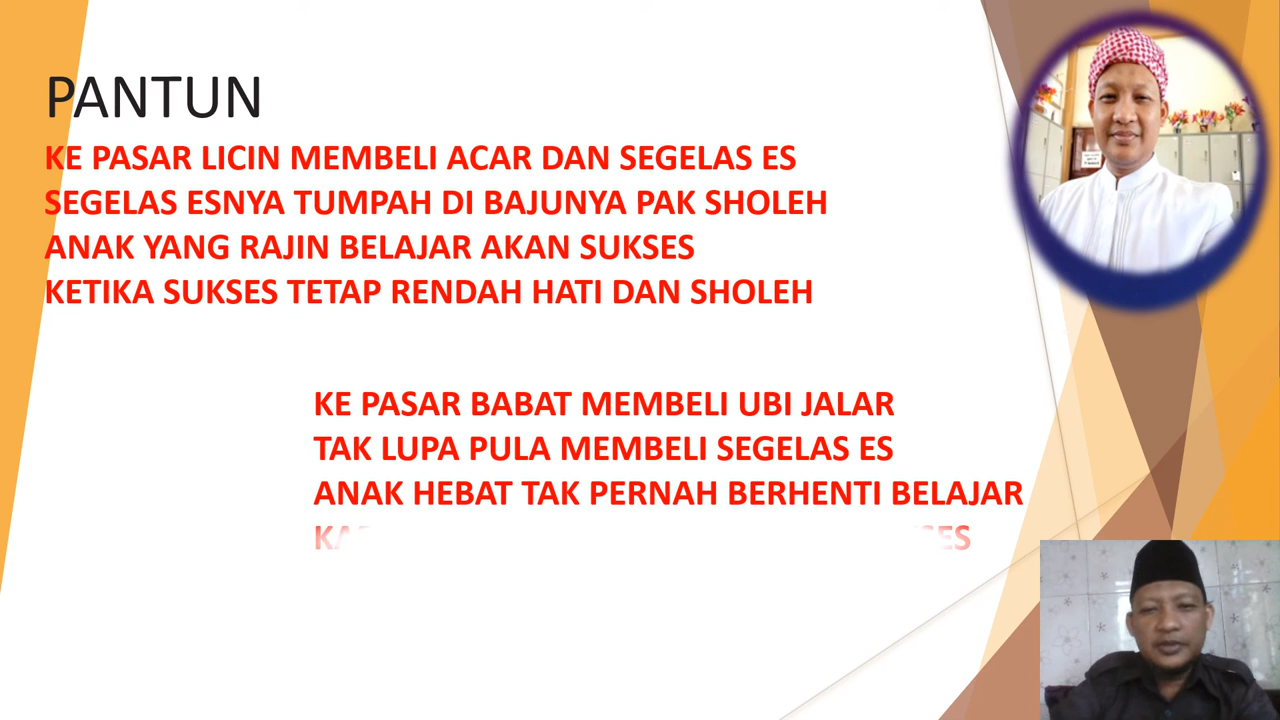 PANTUN
KE PASAR LICIN MEMBELI ACAR DAN SEGELAS ES
SEGELAS ESNYA TUMPAH DI BAJUNYA PAK SHOLEH
ANAK YANG RAJIN BELAJAR AKAN SUKSES
KETIKA SUKSES TETAP RENDAH HATI DAN SHOLEH
KE PASAR BABAT MEMBELI UBI JALAR
TAK LUPA PULA MEMBELI SEGELAS ES
ANAK HEBAT TAK PERNAH BERHENTI BELAJAR